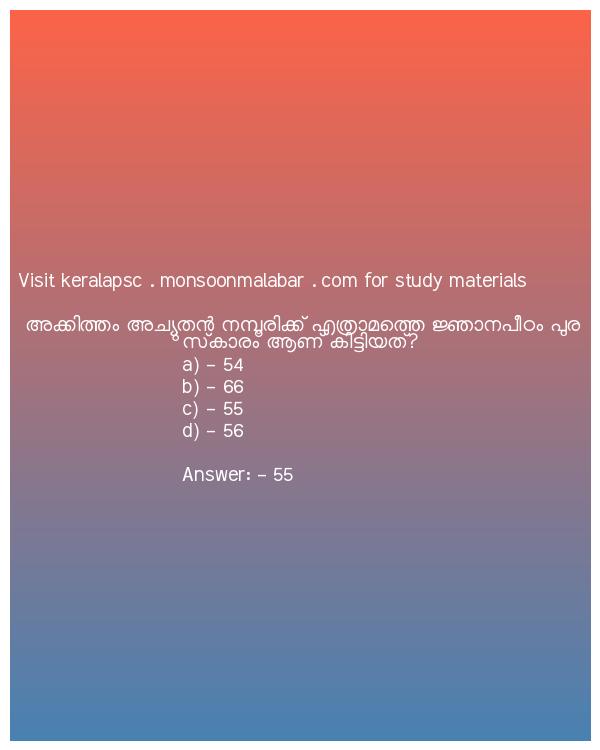 Visit keralapsc . monsoonmalabar . com for study materials
അക്കിത്തം അച്യുതൻ നമ്പൂരിക്ക് എത്രാമത്തെ ജ്ഞാനപീഠം പുര
സ്കാരം ആണ് കിട്ടിയത്?
a) – 54
b) – 66
c) – 55
d) – 56
Answer: – 55